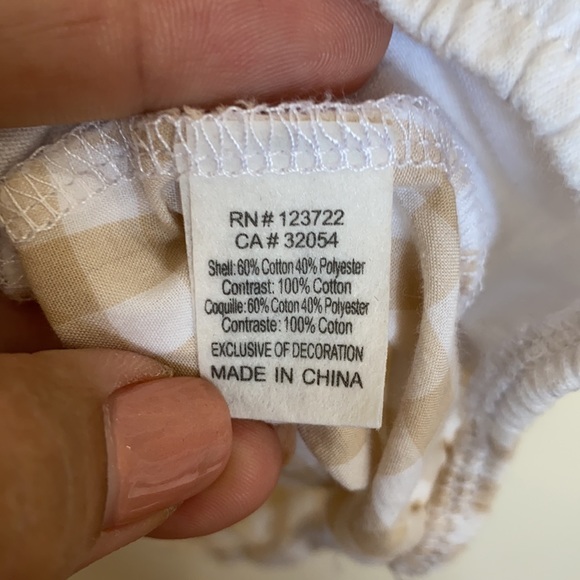 RN # 123722
CA # 32054
Shell: 60% Cotton 40% Polyester
Contrast: 100% Cotton
Coquille: 60% Coton 40% Polyester
Contraste: 100% Coton
EXCLUSIVE OF DECORATION
MADE IN CHINA